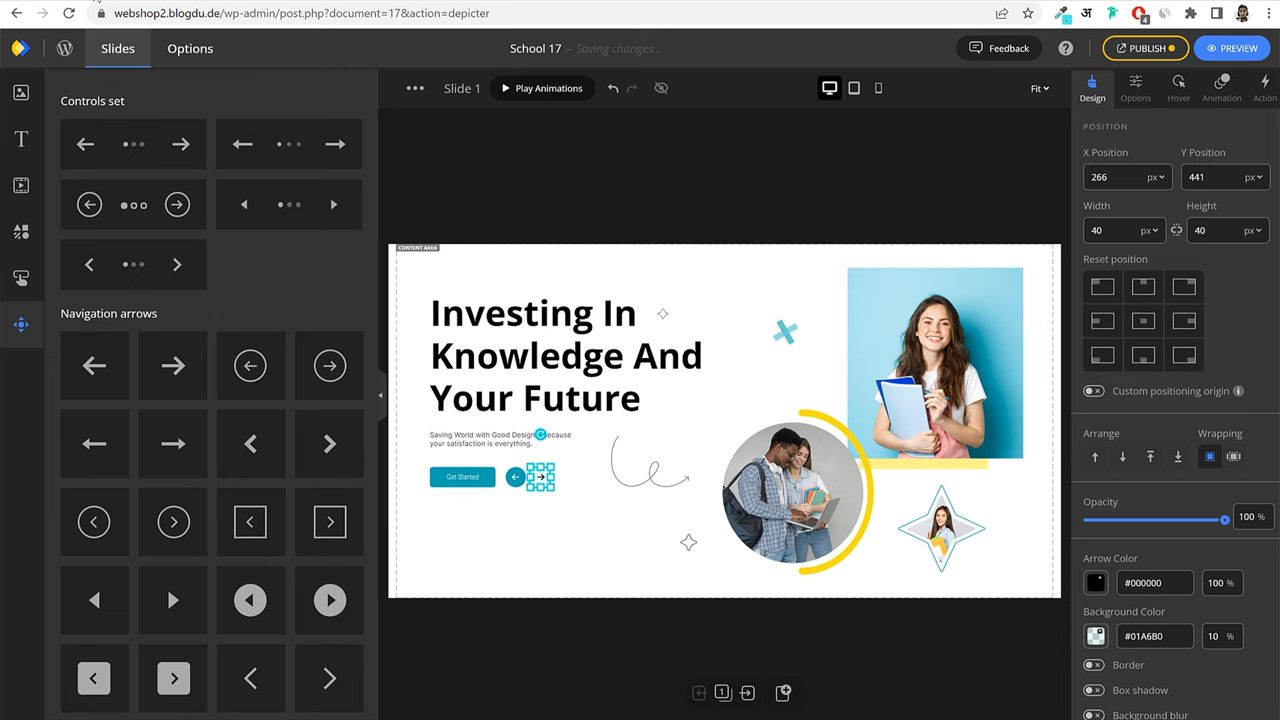 webshop2.blogdu.de/wp-admin/post.php?document=17&action=depicter
अ
4
Slides
Options
School 17 — Saving changes...
Feedback
PUBLISH
PREVIEW
Slide 1
Play Animations
Fit
Design
Options
Hover
Animation
Action
Controls set
Navigation arrows
CONTENT AREA
Investing In
Knowledge And
Your Future
Saving World with Good Design Because
your satisfaction is everything.
Get Started
1
POSITION
X Position
Y Position
266 px
441 px
Width
Height
40 px
40 px
Reset position
Custom positioning origin
Arrange
Wrapping
Opacity
100 %
Arrow Color
#000000
100 %
Background Color
#01A6B0
10 %
Border
Box shadow
Background blur